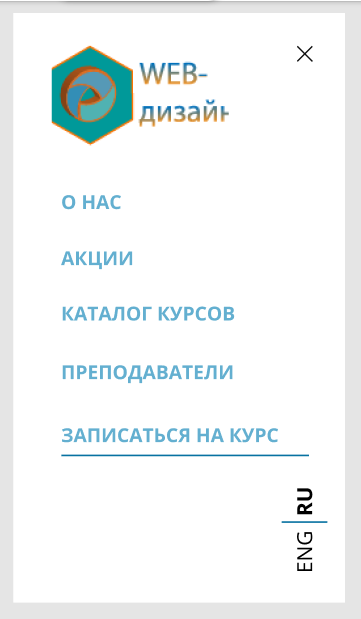 WEB-
дизайн
О НАС
АКЦИИ
КАТАЛОГ КУРСОВ
ПРЕПОДАВАТЕЛИ
ЗАПИСАТЬСЯ НА КУРС
RU
ENG